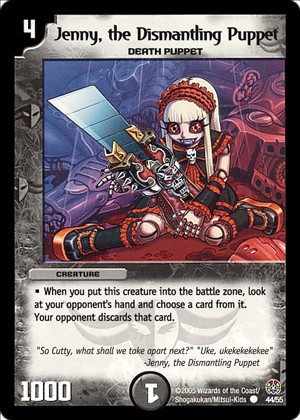 4
Jenny, the Dismantling Puppet
DEATH PUPPET
CREATURE
▪ When you put this creature into the battle zone, look
at your opponent's hand and choose a card from it.
Your opponent discards that card.
"So Cutty, what shall we take apart next?" "Uke, ukekekekekee"
-Jenny, the Dismantling Puppet
1000
1
©2005 Wizards of the Coast/
Shogakukan/Mitsui-Kids
44/55